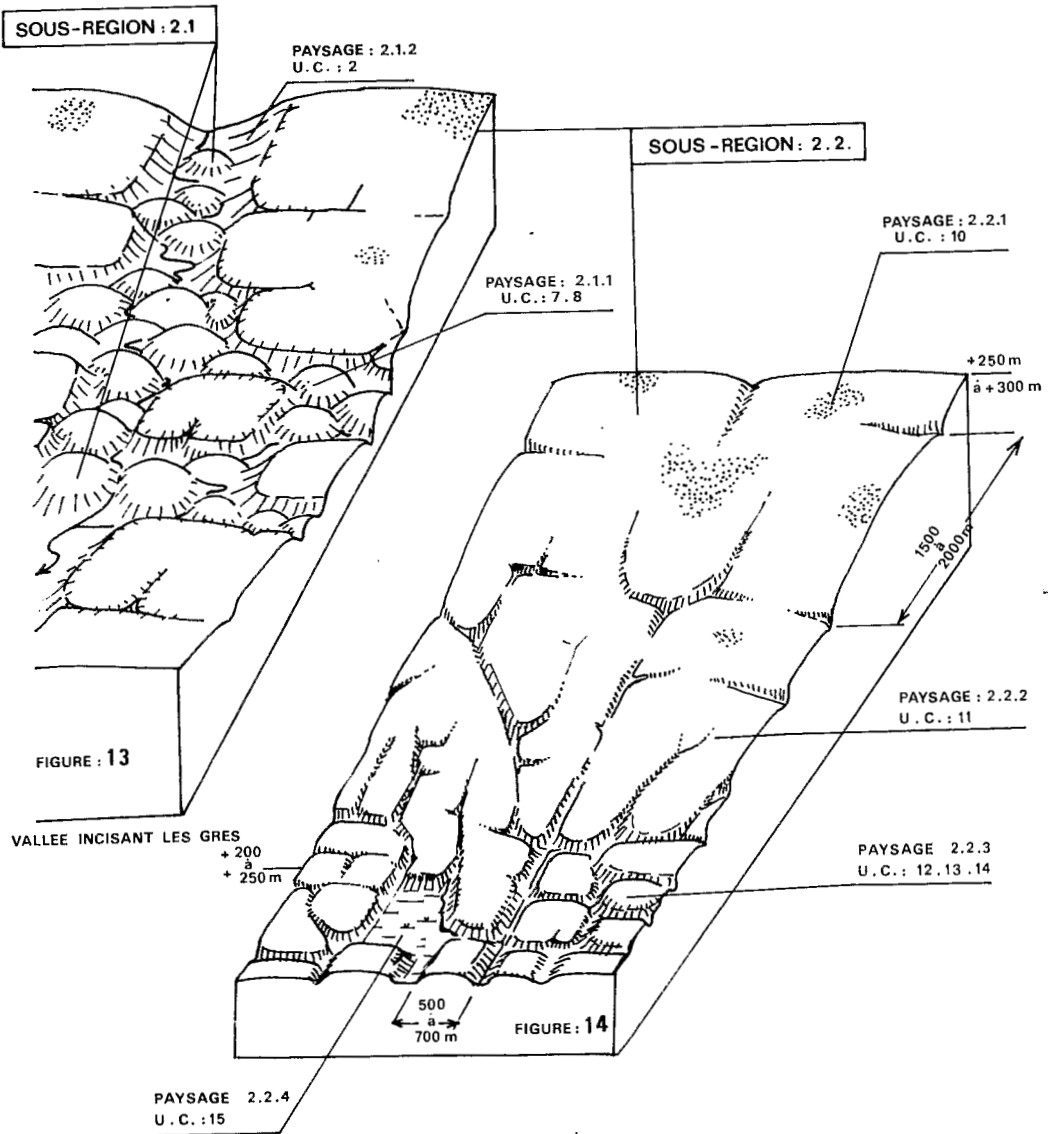 SOUS-REGION : 2.1
PAYSAGE : 2.1.2
U.C. : 2
SOUS-REGION : 2.2.
PAYSAGE : 2.2.1
U.C. : 10
PAYSAGE : 2.1.1
U.C. : 7.8
+250 m
à + 300 m
1500
à
2000 m
PAYSAGE : 2.2.2
U.C. : 11
FIGURE : 13
VALLEE INCISANT LES GRES
+ 200
à
+ 250 m
PAYSAGE 2.2.3
U.C. : 12.13.14
500
à
700 m
FIGURE : 14
PAYSAGE 2.2.4
U.C. : 15